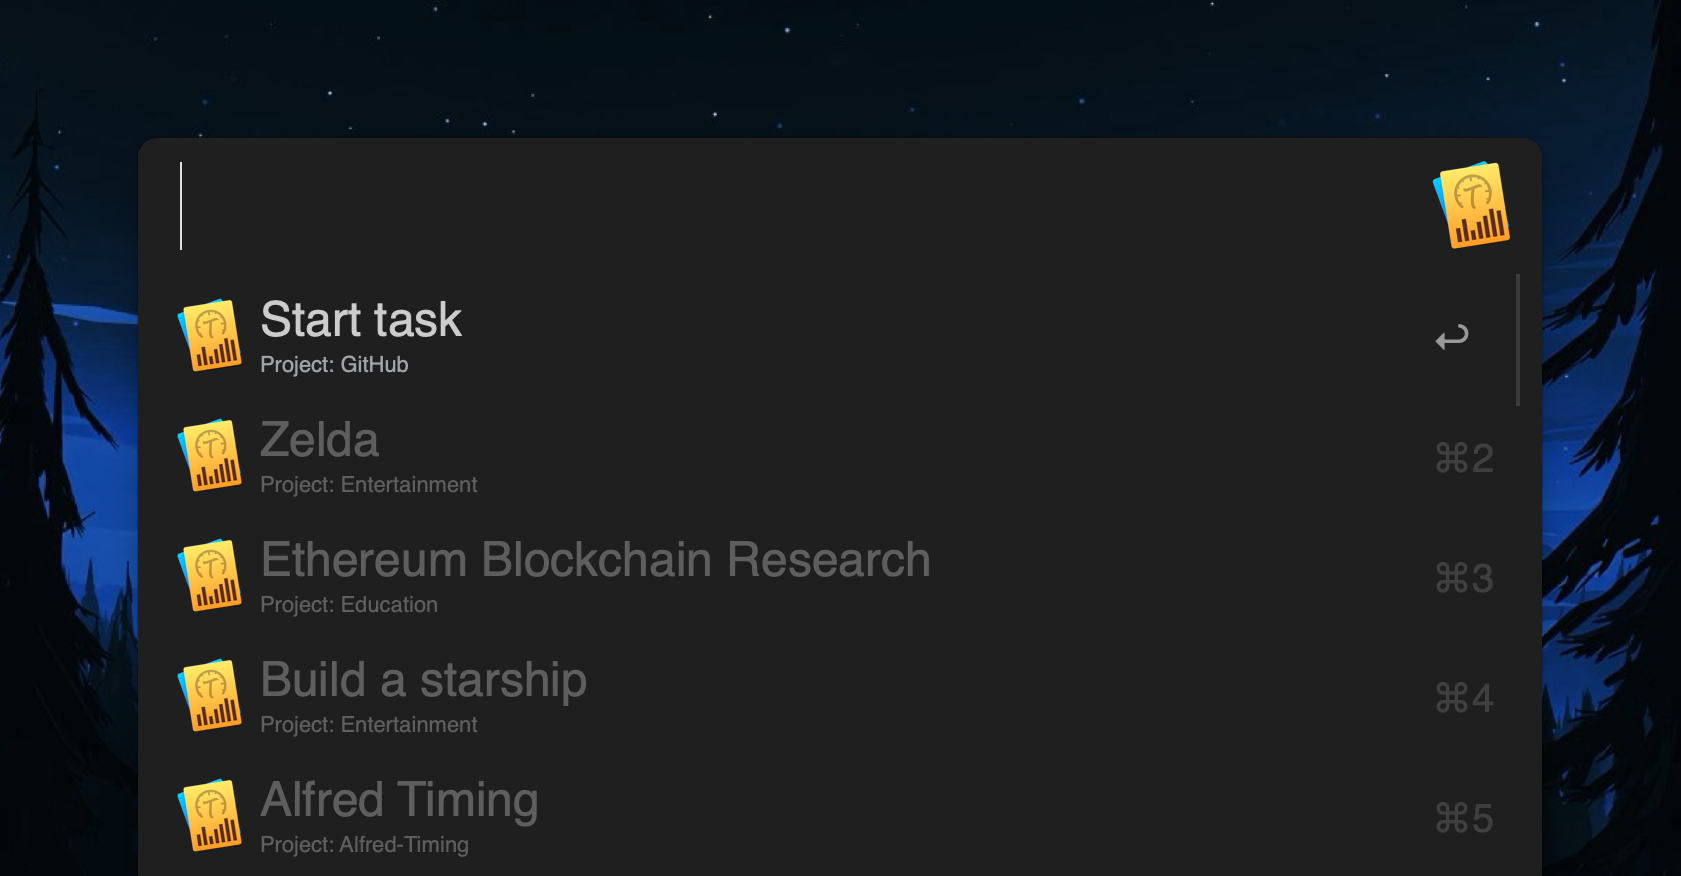 Start task
Project: GitHub
Zelda
Project: Entertainment
⌘2
Ethereum Blockchain Research
Project: Education
⌘3
Build a starship
Project: Entertainment
⌘4
Alfred Timing
Project: Alfred-Timing
⌘5